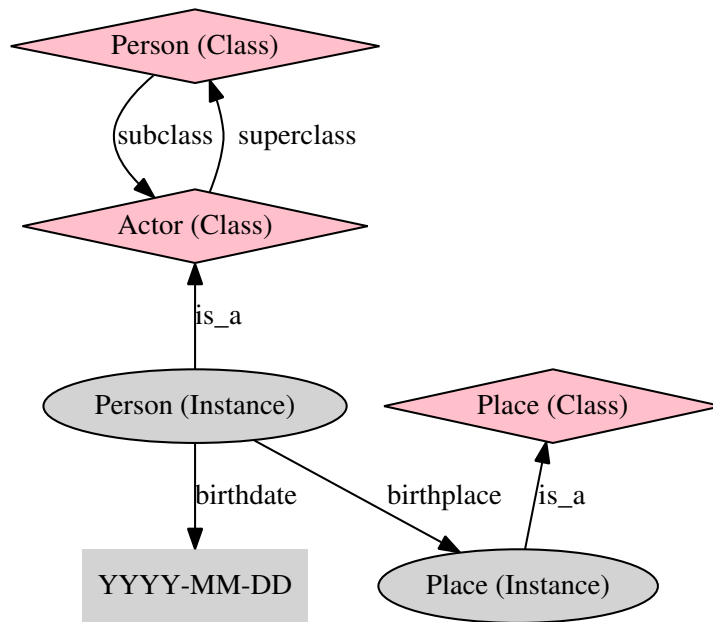 Person (Class)
subclass
superclass
Actor (Class)
is_a
Person (Instance)
Place (Class)
birthdate
birthplace
is_a
YYYY-MM-DD
Place (Instance)